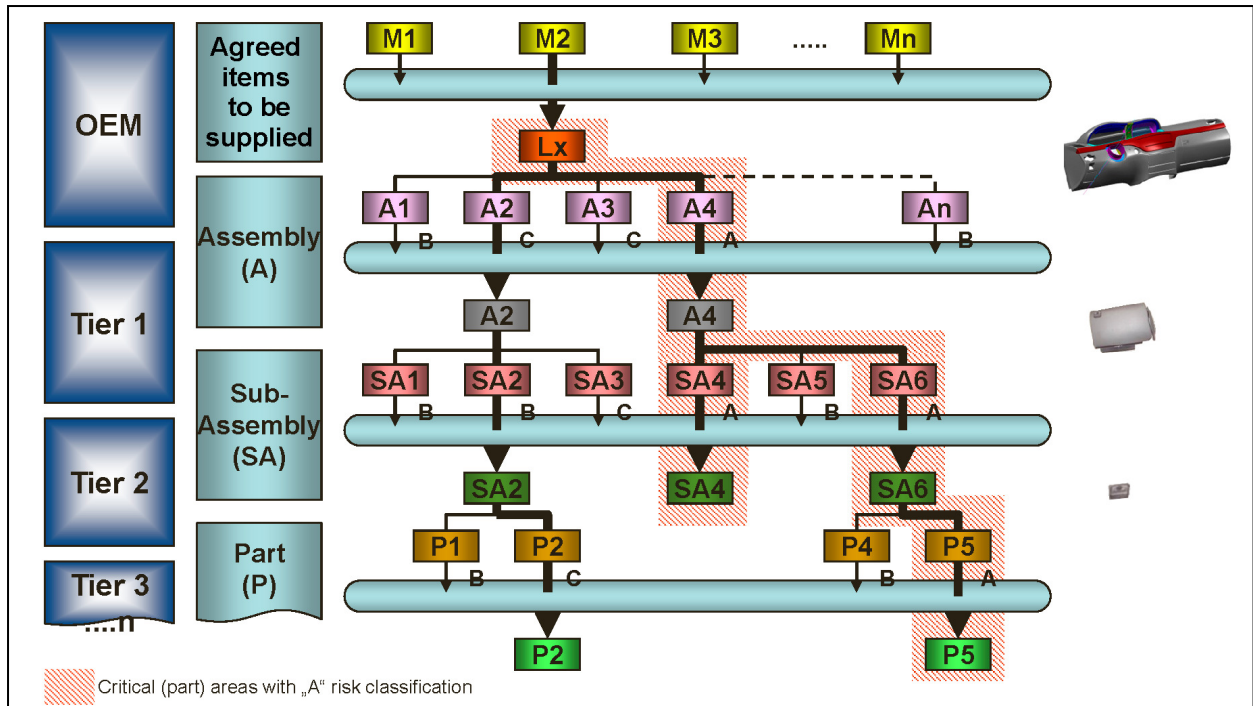 OEM
Tier 1
Tier 2
Tier 3
....n
Agreed
items
to be
supplied
Assembly
(A)
Sub-
Assembly
(SA)
Part
(P)
M1 M2 M3 ..... Mn
Lx
A1 A2 A3 A4 An
B C C A B
A2 A4
SA1 SA2 SA3 SA4 SA5 SA6
B B C A B A
SA2 SA4 SA6
P1 P2 P4 P5
B C B A
P2 P5
Critical (part) areas with „A“ risk classification